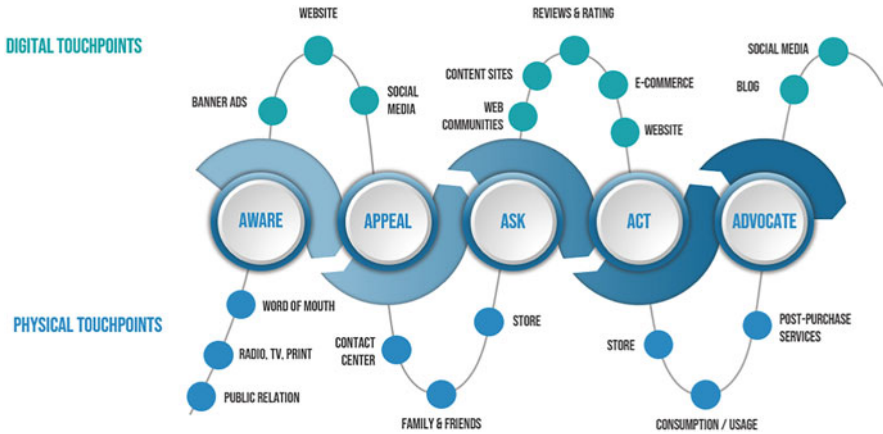 WEBSITE
REVIEWS & RATING
DIGITAL TOUCHPOINTS
SOCIAL MEDIA
CONTENT SITES
E-COMMERCE
BLOG
BANNER ADS
SOCIAL
MEDIA
WEB
COMMUNITIES
WEBSITE
AWARE
APPEAL
ASK
ACT
ADVOCATE
WORD OF MOUTH
PHYSICAL TOUCHPOINTS
STORE
POST-PURCHASE
SERVICES
RADIO, TV, PRINT
CONTACT
CENTER
STORE
PUBLIC RELATION
FAMILY & FRIENDS
CONSUMPTION / USAGE